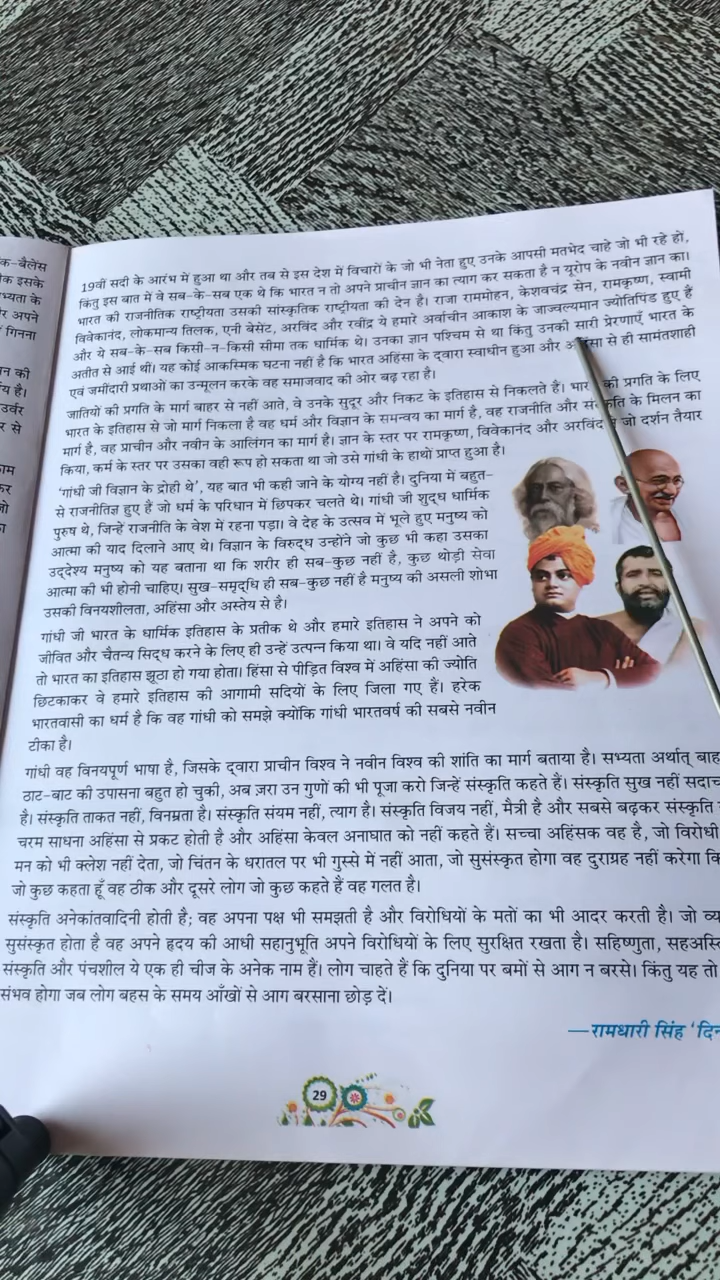 क-बैलेंस
क इसके
भ्यता के
र अपने
गिनना
न की
य है।
उर्वर
र से
19वीं सदी के आरंभ में हुआ था और तब से इस देश में विचारों के जो भी नेता हुए उनके आपसी मतभेद चाहे जो भी रहे हों,
किंतु इस बात में वे सब-के-सब एक थे कि भारत न तो अपने प्राचीन ज्ञान का त्याग कर सकता है न यूरोप के नवीन ज्ञान का।
भारत की राजनीतिक राष्ट्रीयता उसकी सांस्कृतिक राष्ट्रीयता की देन है। राजा राममोहन, केशवचंद्र सेन, रामकृष्ण, स्वामी
विवेकानंद, लोकमान्य तिलक, एनी बेसेट, अरविंद और रवींद्र ये हमारे अर्वाचीन आकाश के जाज्वल्यमान ज्योतिपिंड हुए हैं
और ये सब-के-सब किसी-न-किसी सीमा तक धार्मिक थे। उनका ज्ञान पश्चिम से था किंतु उनकी सारी प्रेरणाएँ भारत के
अतीत से आई थीं। यह कोई आकस्मिक घटना नहीं है कि भारत अहिंसा के द्वारा स्वाधीन हुआ और से ही सामंतशाही
एवं जमींदारी प्रथाओं का उन्मूलन करके वह समाजवाद की ओर बढ़ रहा है।
जातियों की प्रगति के मार्ग बाहर से नहीं आते, वे उनके सुदूर और निकट के इतिहास से निकलते हैं। की प्रगति के लिए
भारत के इतिहास से जो मार्ग निकला है वह धर्म और विज्ञान के समन्वय का मार्ग है, वह राजनीति और के मिलन का
मार्ग है, वह प्राचीन और नवीन के आलिंगन का मार्ग है। ज्ञान के स्तर पर रामकृष्ण, विवेकानंद और अरविंद जो दर्शन तैयार
किया, कर्म के स्तर पर उसका वही रूप हो सकता था जो उसे गांधी के हाथों प्राप्त हुआ है।
'गांधी जी विज्ञान के द्रोही थे', यह बात भी कही जाने के योग्य नहीं है। दुनिया में बहुत-
से राजनीतिज्ञ हुए हैं जो धर्म के परिधान में छिपकर चलते थे। गांधी जी शुद्ध धार्मिक
पुरुष थे, जिन्हें राजनीति के वेश में रहना पड़ा। वे देह के उत्सव में भूले हुए मनुष्य को
आत्मा की याद दिलाने आए थे। विज्ञान के विरुद्ध उन्होंने जो कुछ भी कहा उसका
उद्देश्य मनुष्य को यह बताना था कि शरीर ही सब-कुछ नहीं है, कुछ थोड़ी सेवा
आत्मा की भी होनी चाहिए। सुख-समृद्धि ही सब-कुछ नहीं है मनुष्य की असली शोभा
उसकी विनयशीलता, अहिंसा और अस्तेय से है।
गांधी जी भारत के धार्मिक इतिहास के प्रतीक थे और हमारे इतिहास ने अपने को
जीवित और चैतन्य सिद्ध करने के लिए ही उन्हें उत्पन्न किया था। वे यदि नहीं आते
तो भारत का इतिहास झूठा हो गया होता। हिंसा से पीड़ित विश्व में अहिंसा की ज्योति
छिटकाकर वे हमारे इतिहास की आगामी सदियों के लिए जिला गए हैं। हरेक
भारतवासी का धर्म है कि वह गांधी को समझे क्योंकि गांधी भारतवर्ष की सबसे नवीन
टीका है।
गांधी वह विनयपूर्ण भाषा है, जिसके द्वारा प्राचीन विश्व ने नवीन विश्व की शांति का मार्ग बताया है। सभ्यता अर्थात् बाह
ठाट-बाट की उपासना बहुत हो चुकी, अब ज़रा उन गुणों की भी पूजा करो जिन्हें संस्कृति कहते हैं। संस्कृति सुख नहीं सदाच
है। संस्कृति ताकत नहीं, विनम्रता है। संस्कृति संयम नहीं, त्याग है। संस्कृति विजय नहीं, मैत्री है और सबसे बढ़कर संस्कृति
चरम साधना अहिंसा से प्रकट होती है और अहिंसा केवल अनाघात को नहीं कहते हैं। सच्चा अहिंसक वह है, जो विरोधी
मन को भी क्लेश नहीं देता, जो चिंतन के धरातल पर भी गुस्से में नहीं आता, जो सुसंस्कृत होगा वह दुराग्रह नहीं करेगा कि
जो कुछ कहता हूँ वह ठीक और दूसरे लोग जो कुछ कहते हैं वह गलत है।
संस्कृति अनेकांतवादिनी होती है; वह अपना पक्ष भी समझती है और विरोधियों के मतों का भी आदर करती है। जो व्य
सुसंस्कृत होता है वह अपने हृदय की आधी सहानुभूति अपने विरोधियों के लिए सुरक्षित रखता है। सहिष्णुता, सहअस्ति
संस्कृति और पंचशील ये एक ही चीज के अनेक नाम हैं। लोग चाहते हैं कि दुनिया पर बमों से आग न बरसे। किंतु यह तो
संभव होगा जब लोग बहस के समय आँखों से आग बरसाना छोड़ दें।
—रामधारी सिंह 'दिन
29